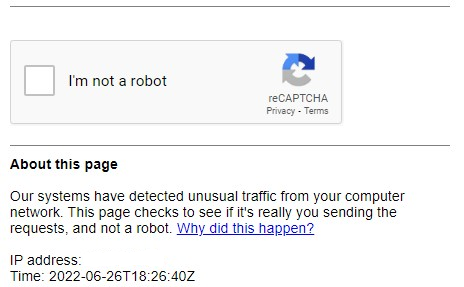 I'm not a robot
reCAPTCHA
Privacy - Terms
About this page
Our systems have detected unusual traffic from your computer
network. This page checks to see if it's really you sending the
requests, and not a robot. Why did this happen?
IP address:
Time: 2022-06-26T18:26:40Z